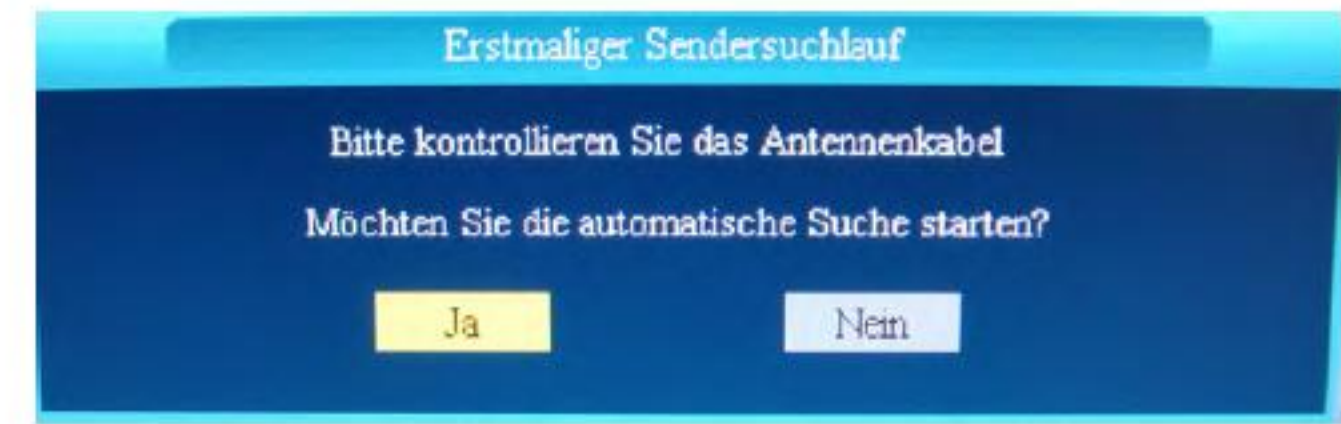 Erstmaliger Sendersuchlauf
Bitte kontrollieren Sie das Antennenkabel
Möchten Sie die automatische Suche starten?
Ja
Nein